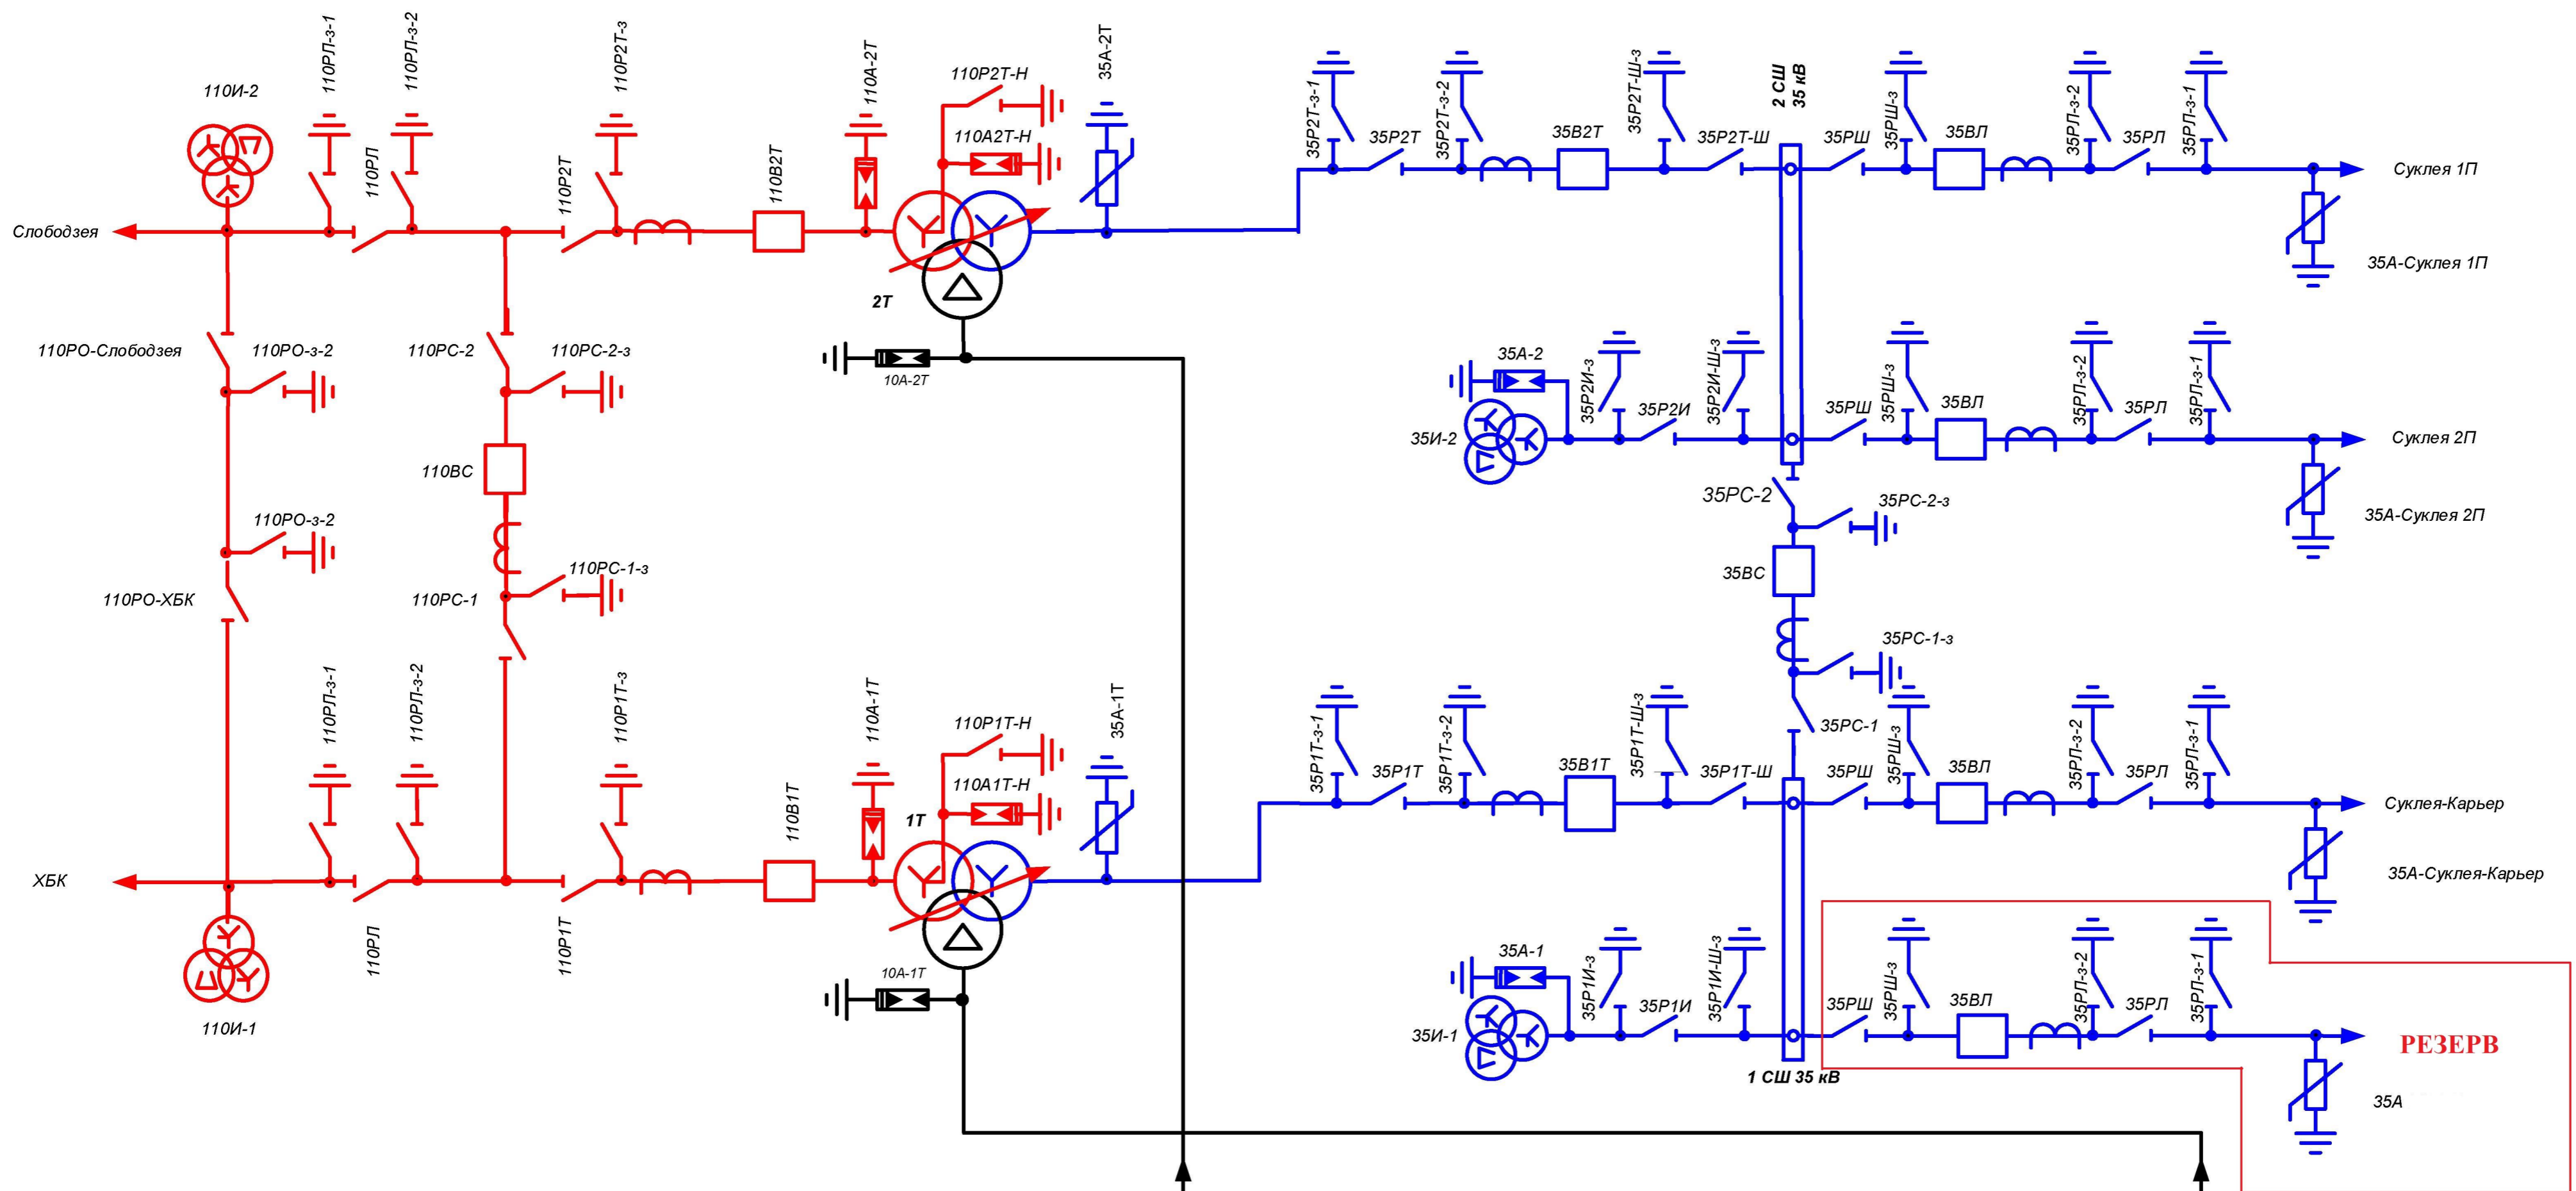 110И-2
110РЛ-з-1
110РЛ-з-2
110Р2Т-з
110А-2Т
110Р2Т-Н
35А-2Т
110РЛ
110Р2Т
110В2Т
110А2Т-Н
Слободзея
2Т
10А-2Т
110РО-Слободзея
110РО-з-2
110РС-2
110РС-2-з
110ВС
110РО-з-2
110РО-ХБК
110РС-1
110РС-1-з
110РЛ-з-1
110РЛ-з-2
110Р1Т-з
110А-1Т
110Р1Т-Н
35А-1Т
110В1Т
1Т
110А1Т-Н
ХБК
110РЛ
110Р1Т
10А-1Т
110И-1
35Р2Т-з-1
35Р2Т
35Р2Т-з-2
35В2Т
35Р2Т-Ш-з
35Р2Т-Ш
2 СШ
35 кВ
35РШ
35РШ-з
35ВЛ
35РЛ-з-2
35РЛ
35РЛ-з-1
Суклея 1П
35А-Суклея 1П
35А-2
35И-2
35Р2И-з
35Р2И
35Р2И-Ш-з
35РШ
35РШ-з
35ВЛ
35РЛ-з-2
35РЛ
35РЛ-з-1
Суклея 2П
35А-Суклея 2П
35РС-2
35РС-2-з
35ВС
35РС-1-з
35РС-1
35Р1Т-з-1
35Р1Т
35Р1Т-з-2
35В1Т
35Р1Т-Ш-з
35Р1Т-Ш
35РШ
35РШ-з
35ВЛ
35РЛ-з-2
35РЛ
35РЛ-з-1
Суклея-Карьер
35А-Суклея-Карьер
35А-1
35И-1
35Р1И-з
35Р1И
35Р1И-Ш-з
1 СШ 35 кВ
35РШ
35РШ-з
35ВЛ
35РЛ-з-2
35РЛ
35РЛ-з-1
РЕЗЕРВ
35А